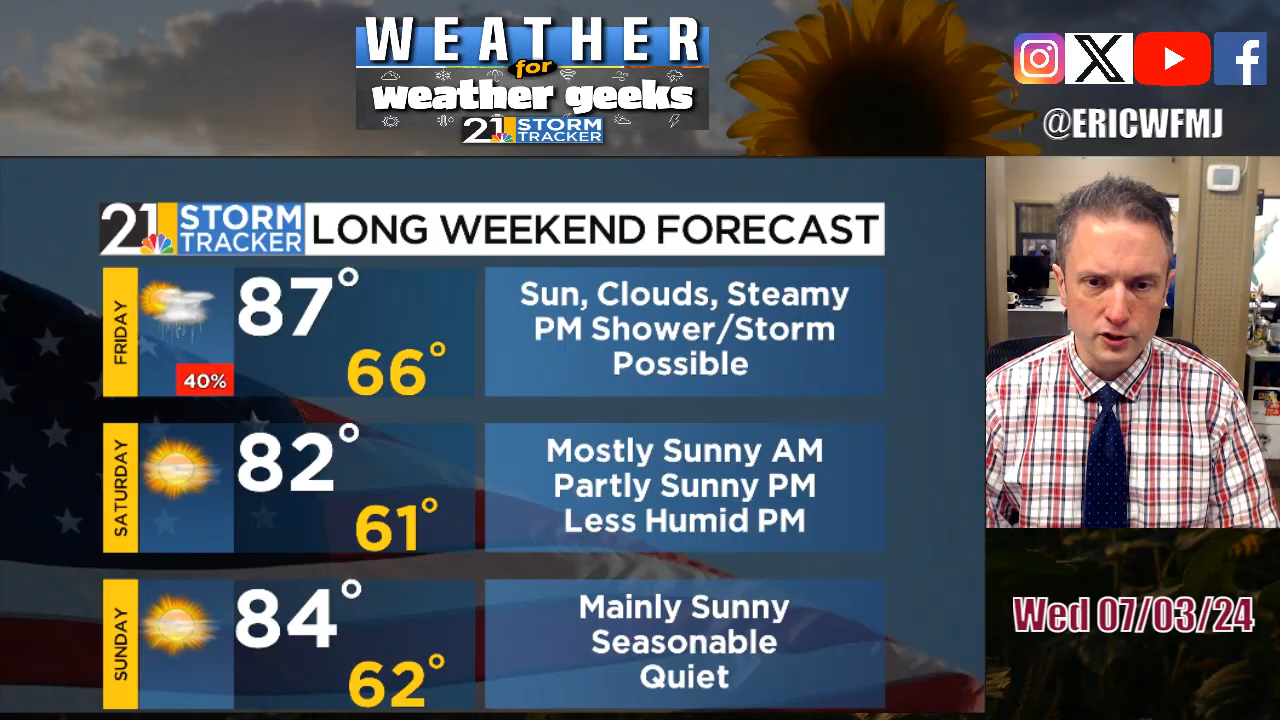 WEATHER
for
weather geeks
21 STORM TRACKER
@ERICWFMJ
21 STORM TRACKER
LONG WEEKEND FORECAST
FRIDAY
40%
87°
66°
Sun, Clouds, Steamy
PM Shower/Storm
Possible
SATURDAY
82°
61°
Mostly Sunny AM
Partly Sunny PM
Less Humid PM
SUNDAY
84°
62°
Mainly Sunny
Seasonable
Quiet
Wed 07/03/24